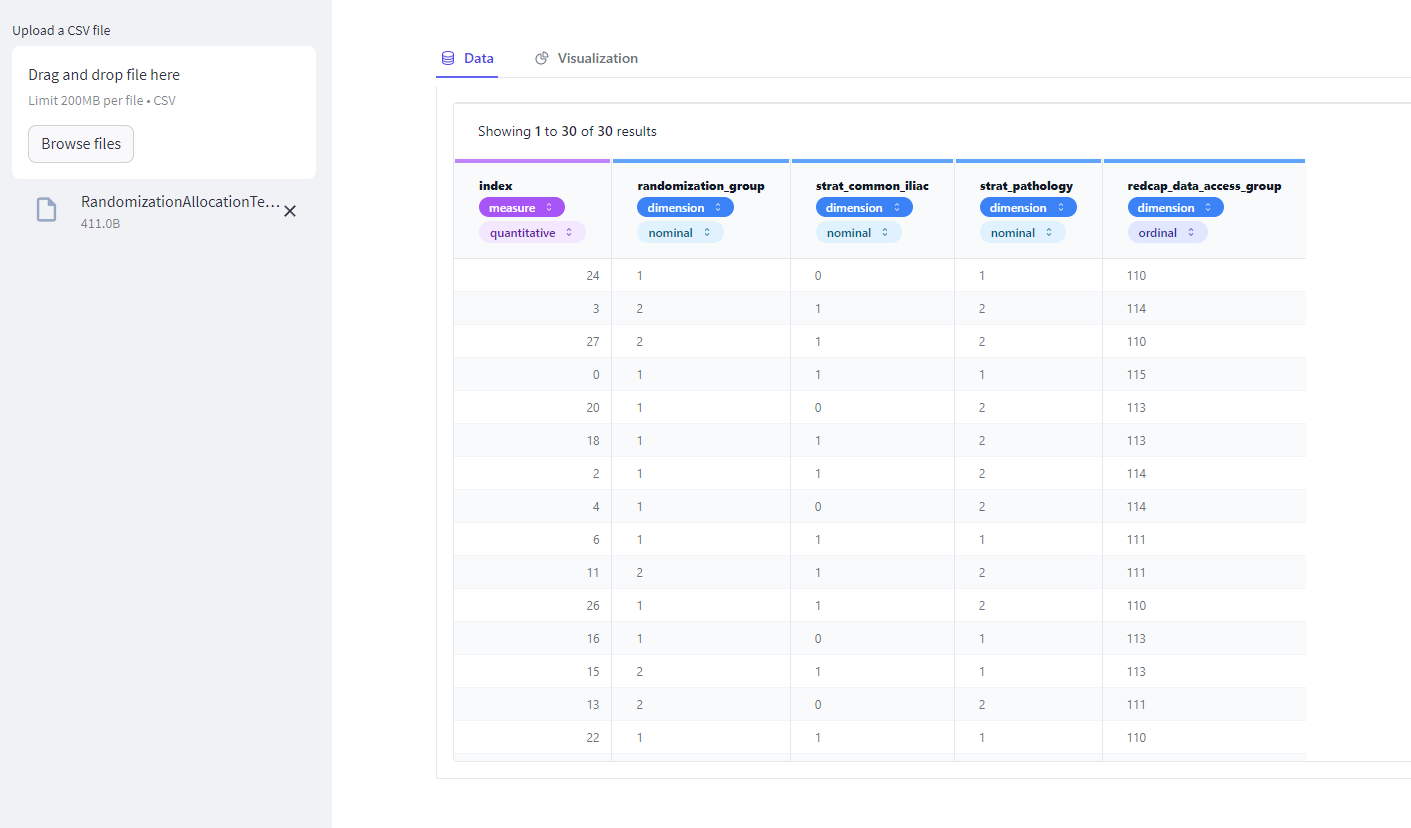 Upload a CSV file
Drag and drop file here
Limit 200MB per file • CSV
Browse files
RandomizationAllocationTe...
411.0B
Data Visualization
Showing 1 to 30 of 30 results
index randomization_group strat_common_iliac strat_pathology redcap_data_access_group
measure dimension dimension dimension dimension
quantitative nominal nominal nominal ordinal
24 1 0 1 110
3 2 1 2 114
27 2 1 2 110
0 1 1 1 115
20 1 0 2 113
18 1 1 2 113
2 1 1 2 114
4 1 0 2 114
6 1 1 1 111
11 2 1 2 111
26 1 1 2 110
16 1 0 1 113
15 2 1 1 113
13 2 0 2 111
22 1 1 1 110